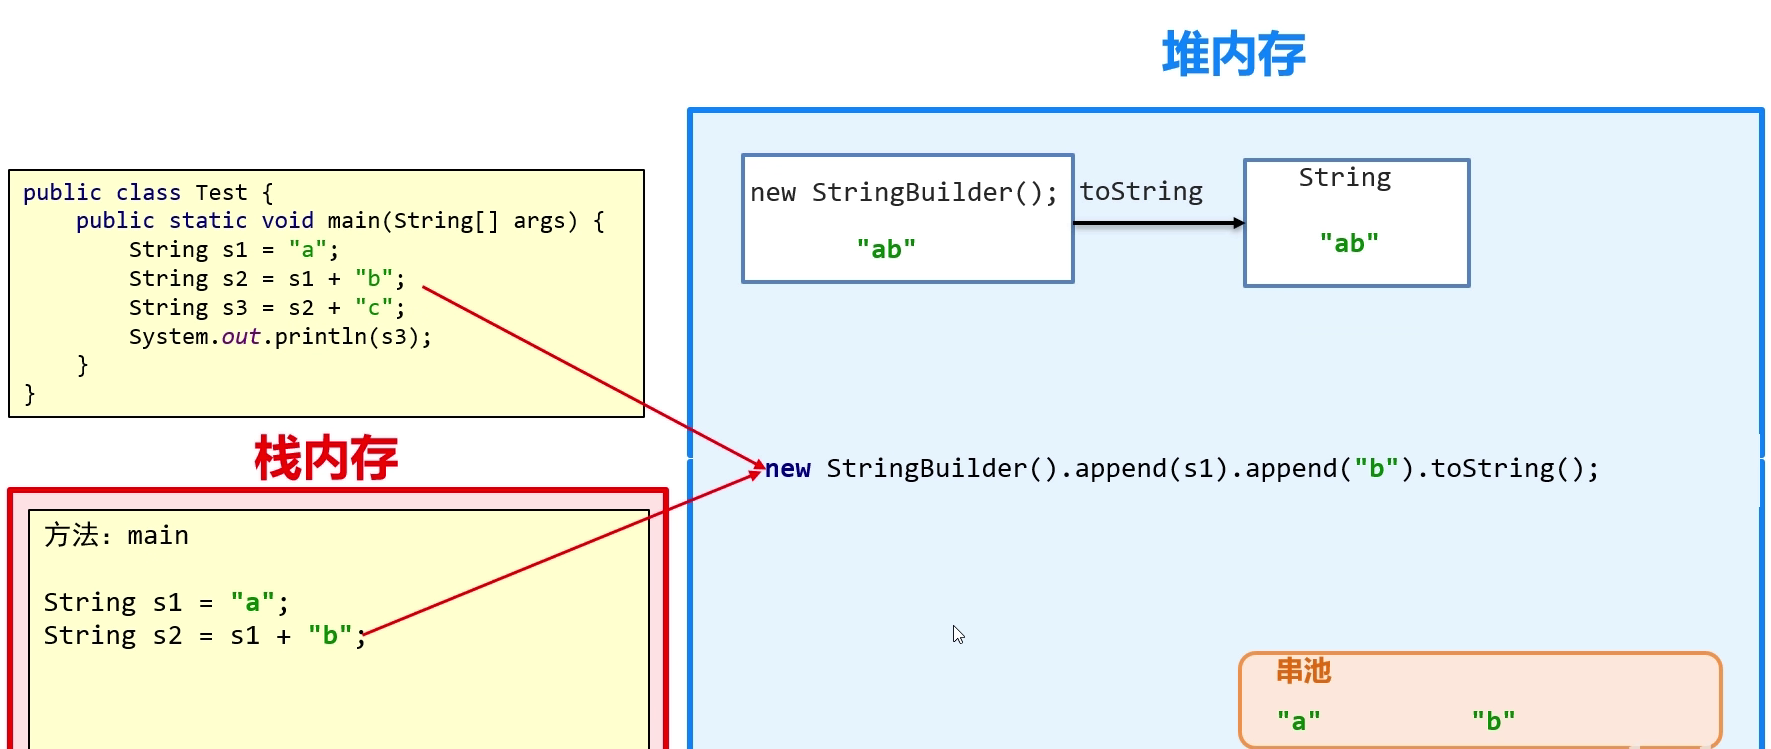 堆内存
public class Test {
public static void main(String[] args) {
String s1 = "a";
String s2 = s1 + "b";
String s3 = s2 + "c";
System.out.println(s3);
}
}
new StringBuilder();
"ab"
toString
String
"ab"
栈内存
new StringBuilder().append(s1).append("b").toString();
方法：main
String s1 = "a";
String s2 = s1 + "b";
串池
"a" "b"